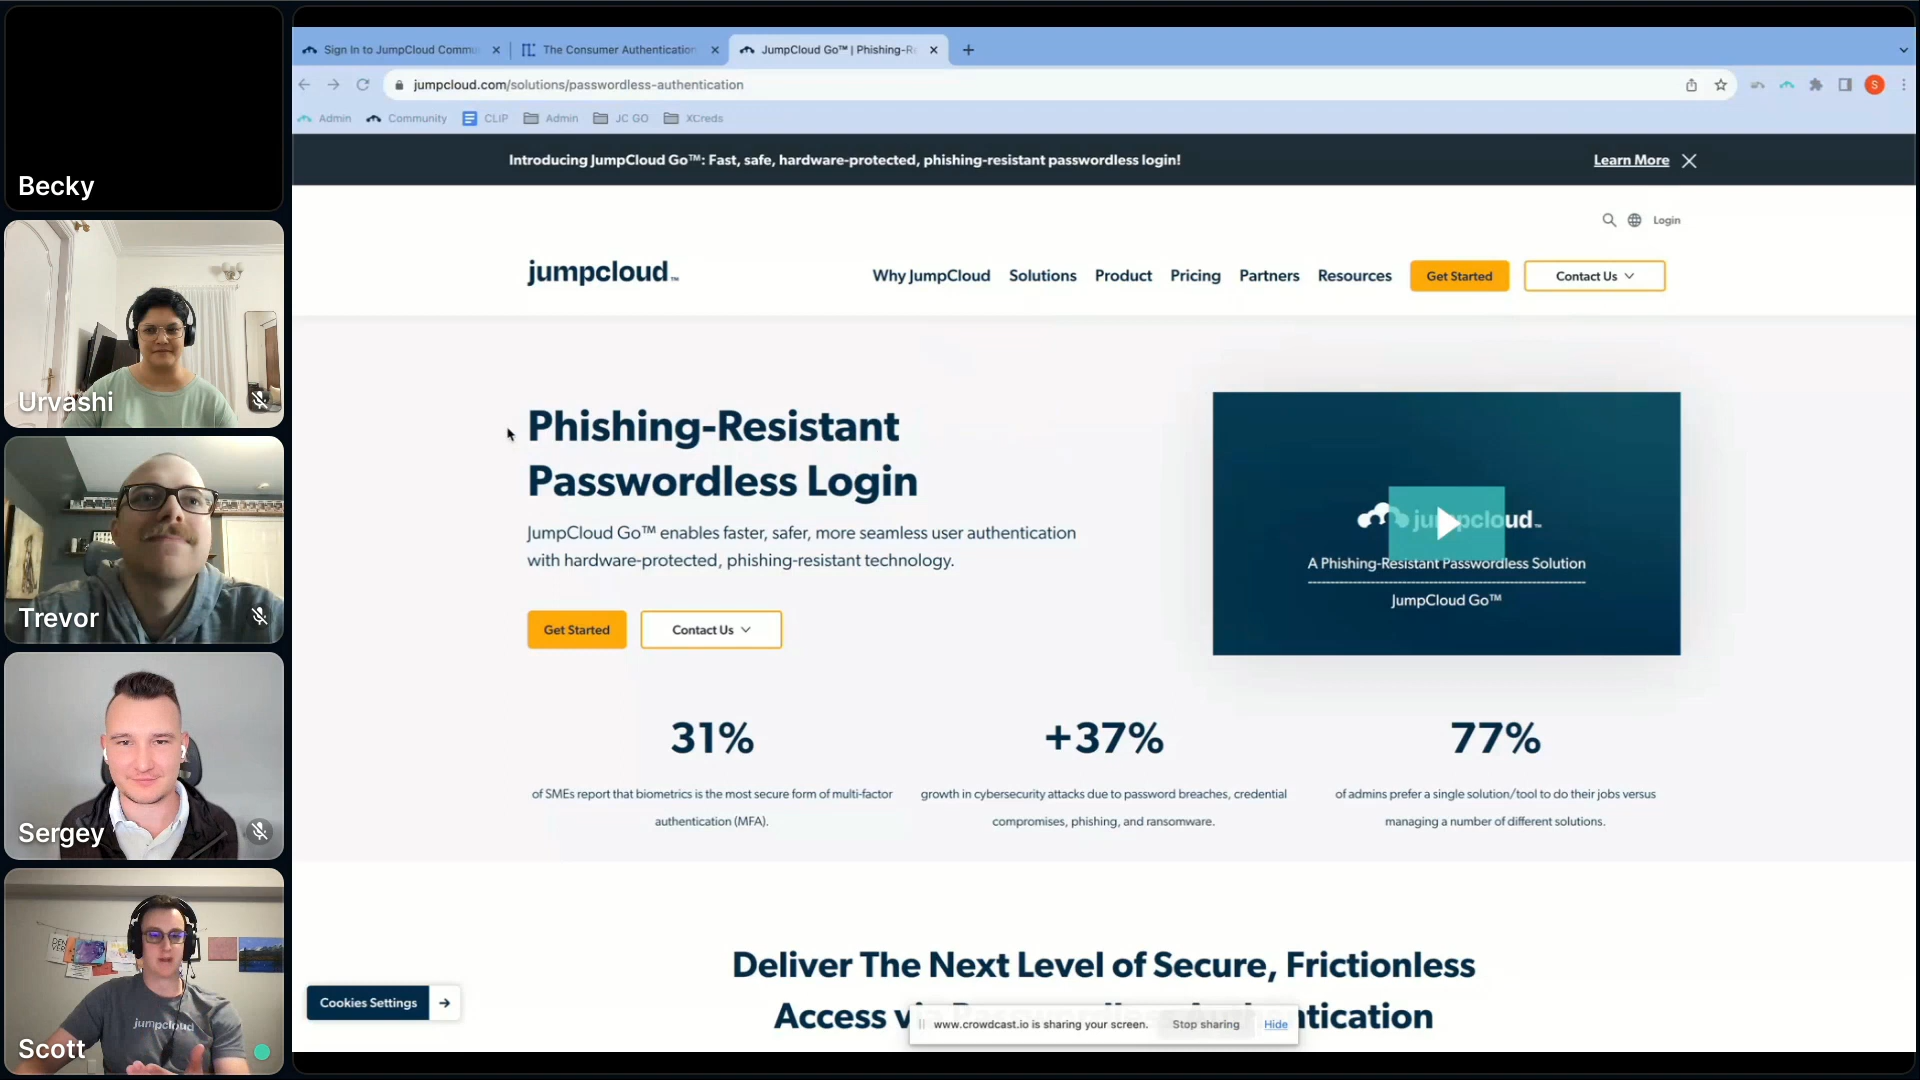 Becky
Urvashi
Trevor
Sergey
Scott
jumpcloud
Sign In to JumpCloud Commu
The Consumer Authentication
JumpCloud Go™ | Phishing-Re
jumpcloud.com/solutions/passwordless-authentication
S
Admin
Community
CLIP
Admin
JC GO
XCreds
Introducing JumpCloud Go™: Fast, safe, hardware-protected, phishing-resistant passwordless login!
Learn More
Login
jumpcloud™
Why JumpCloud
Solutions
Product
Pricing
Partners
Resources
Get Started
Contact Us
Phishing-Resistant
Passwordless Login
JumpCloud Go™ enables faster, safer, more seamless user authentication
with hardware-protected, phishing-resistant technology.
Get Started
Contact Us
jumpcloud™
A Phishing-Resistant Passwordless Solution
JumpCloud Go™
31%
of SMEs report that biometrics is the most secure form of multi-factor
authentication (MFA).
+37%
growth in cybersecurity attacks due to password breaches, credential
compromises, phishing, and ransomware.
77%
of admins prefer a single solution/tool to do their jobs versus
managing a number of different solutions.
Deliver The Next Level of Secure, Frictionless
Access
Cookies Settings
www.crowdcast.io is sharing your screen.
Stop sharing
Hide